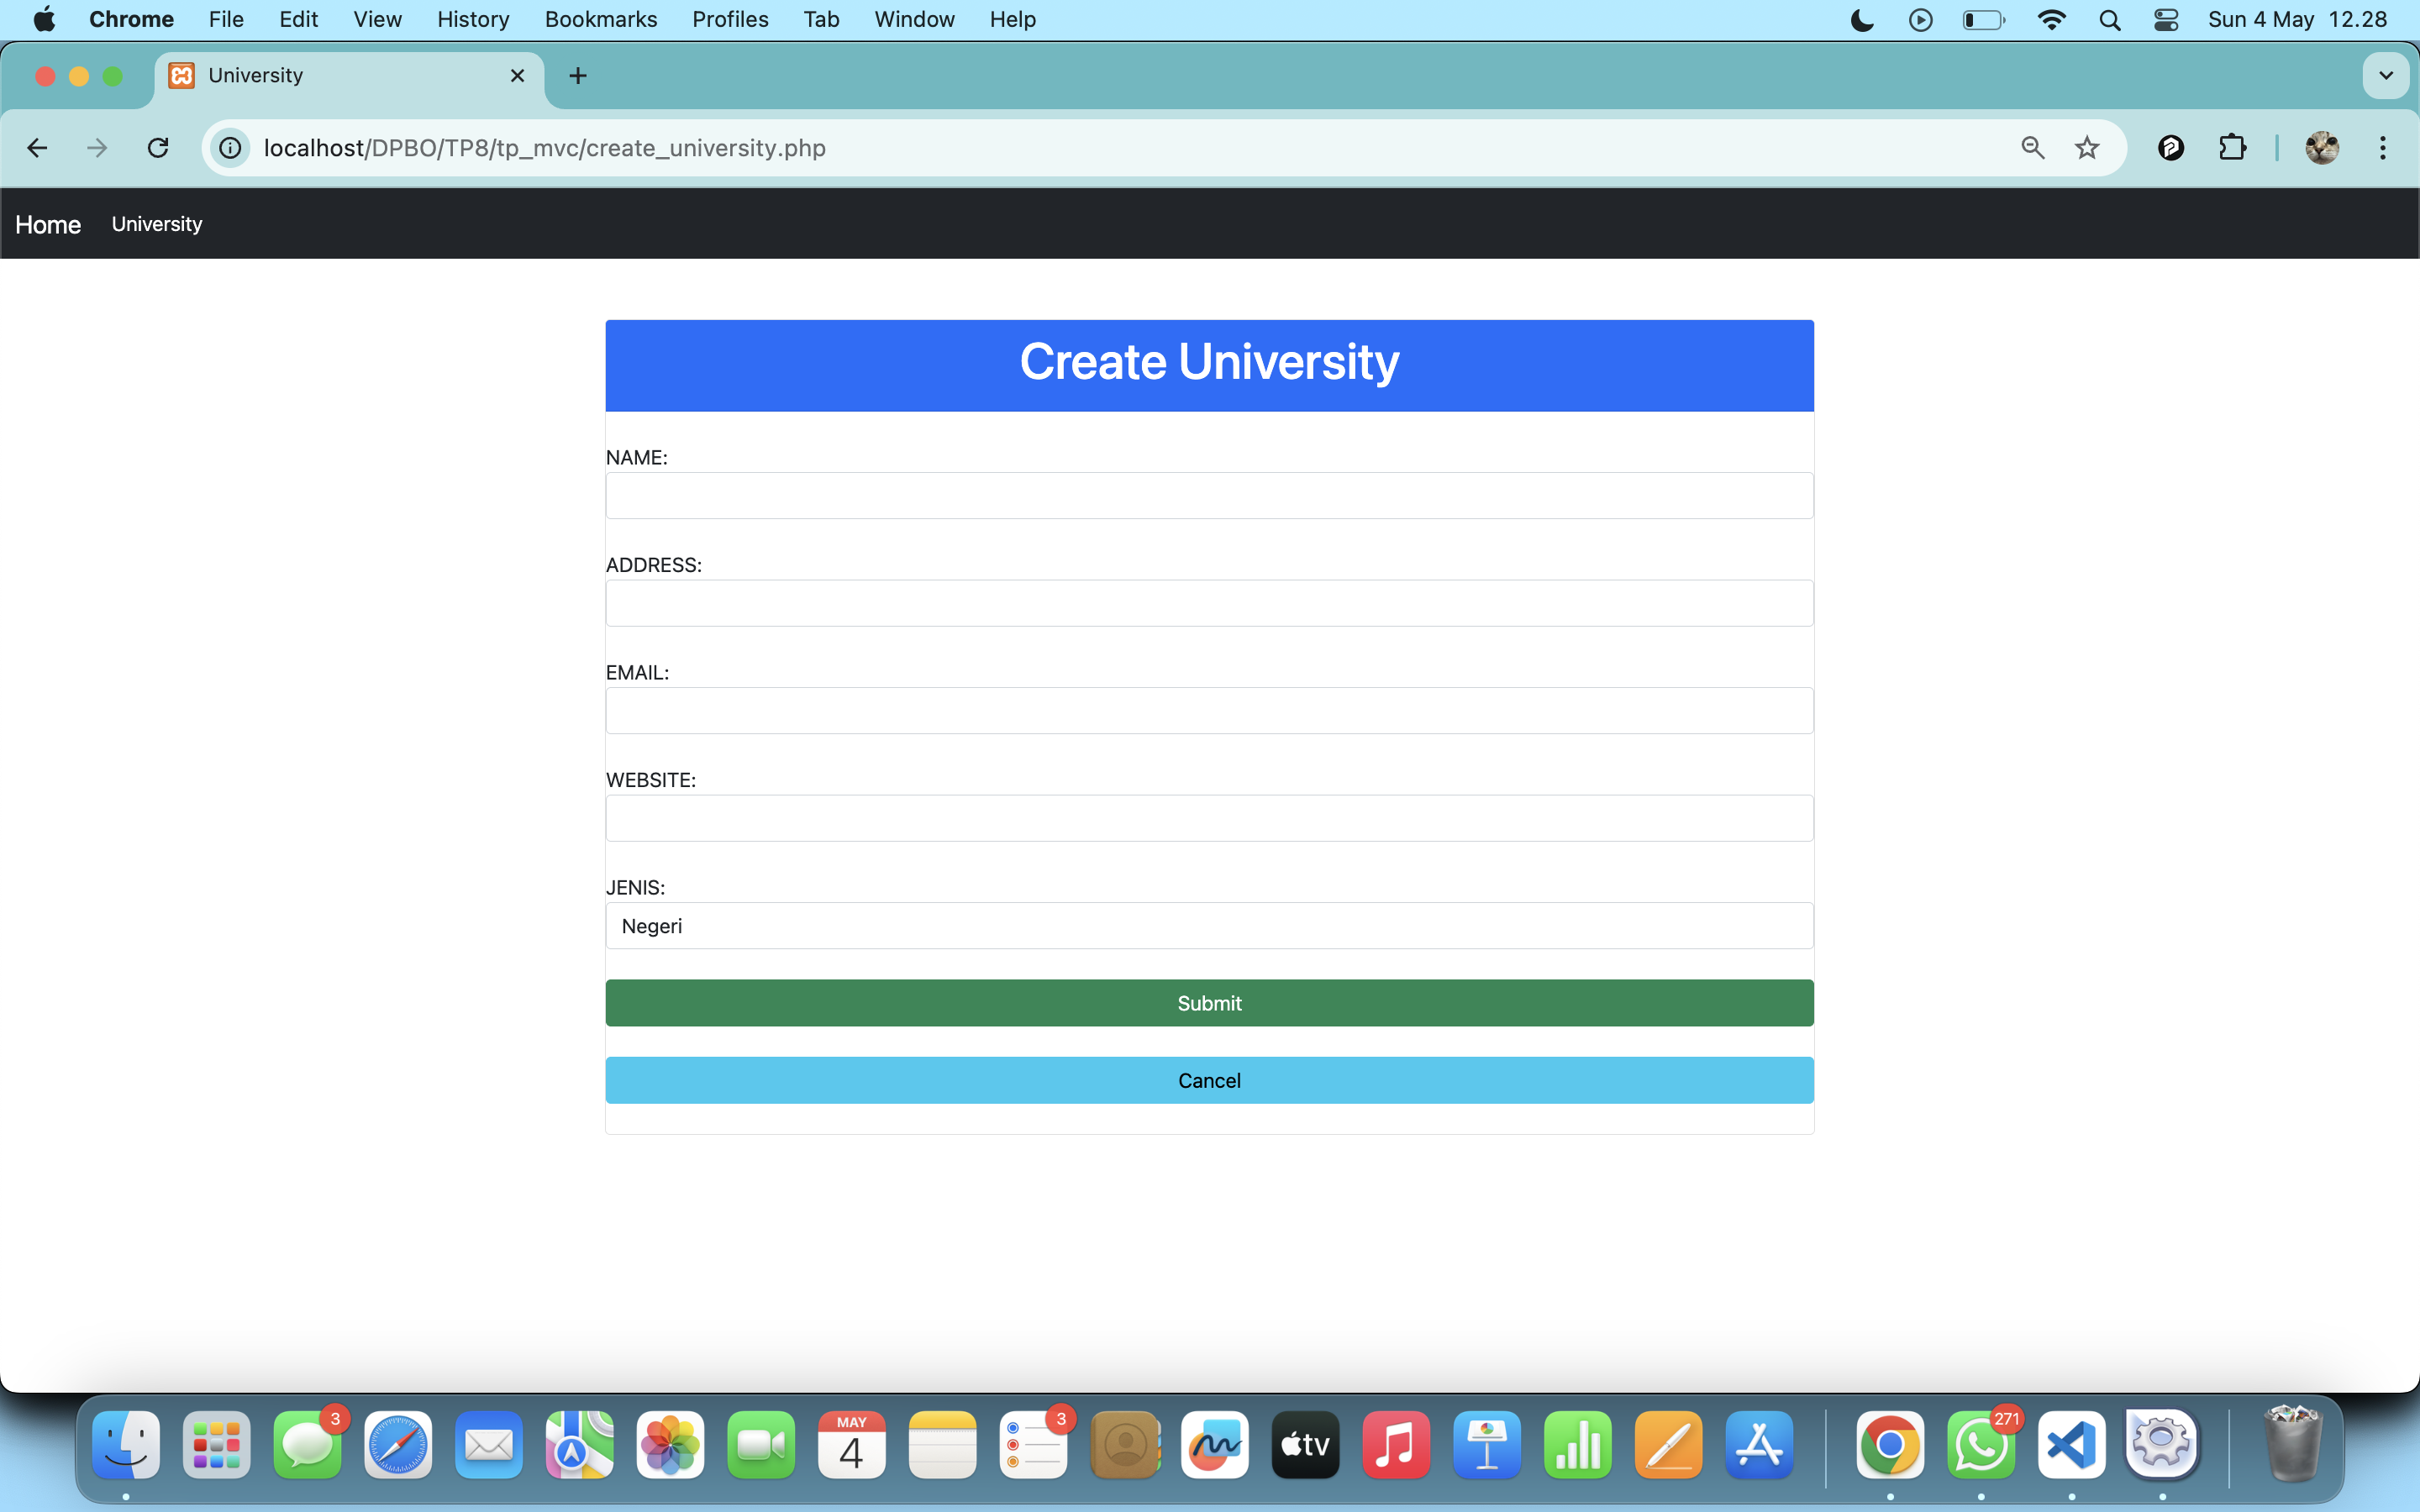 Chrome File Edit View History Bookmarks Profiles Tab Window Help Sun 4 May 12.28
University
localhost/DPBO/TP8/tp_mvc/create_university.php
Home University
Create University
NAME:
ADDRESS:
EMAIL:
WEBSITE:
JENIS:
Negeri
Submit
Cancel
3
MAY
4
3
tv
271